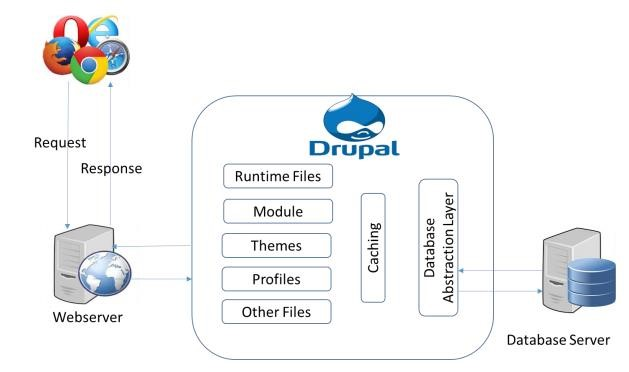 Request
Response
Webserver
Drupal
Runtime Files
Module
Themes
Profiles
Other Files
Caching
Database
Abstraction Layer
Database Server